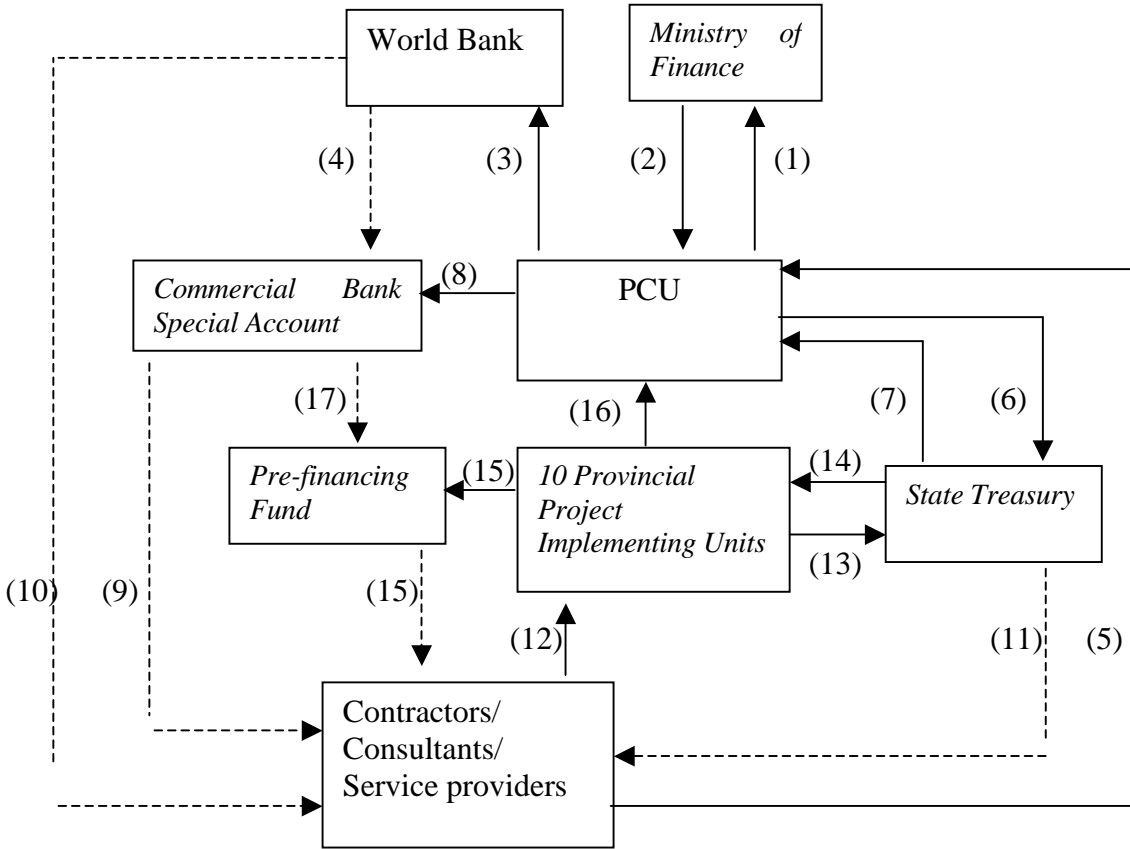 World Bank
Ministry of
Finance
(4)
(3)
(2)
(1)
Commercial Bank
Special Account
(8)
PCU
(17)
(16)
(7)
(6)
Pre-financing
Fund
(15)
10 Provincial
Project
Implementing Units
(14)
(13)
State Treasury
(10)
(9)
(15)
(12)
(11)
(5)
Contractors/
Consultants/
Service providers